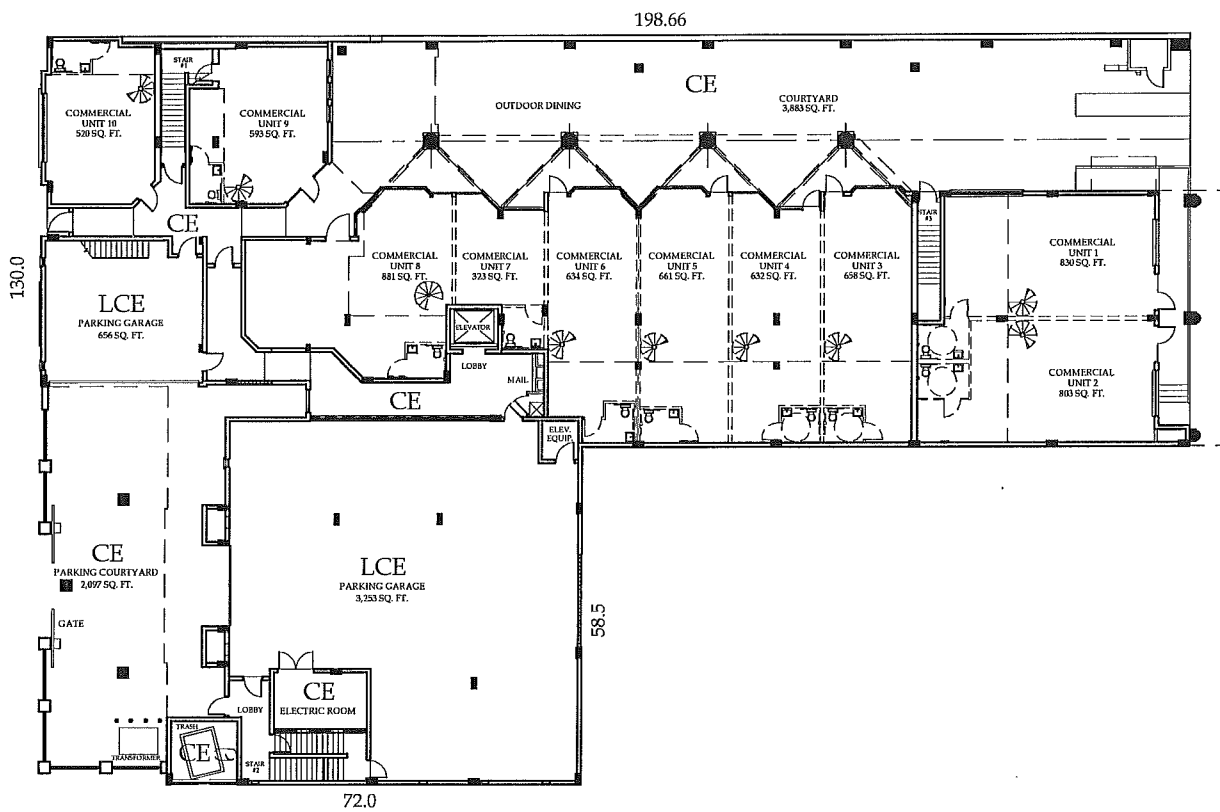 198.66
STAIR
#1
COMMERCIAL
UNIT 10
520 SQ. FT.
COMMERCIAL
UNIT 9
593 SQ. FT.
CE
OUTDOOR DINING
COURTYARD
3,883 SQ. FT.
CE
130.0
LCE
PARKING GARAGE
656 SQ. FT.
COMMERCIAL
UNIT 8
881 SQ. FT.
COMMERCIAL
UNIT 7
323 SQ. FT.
COMMERCIAL
UNIT 6
634 SQ. FT.
COMMERCIAL
UNIT 5
661 SQ. FT.
COMMERCIAL
UNIT 4
632 SQ. FT.
COMMERCIAL
UNIT 3
658 SQ. FT.
STAIR
#3
COMMERCIAL
UNIT 1
830 SQ. FT.
COMMERCIAL
UNIT 2
803 SQ. FT.
ELEVATOR
LOBBY
MAIL
CE
ELEV.
EQUIP.
CE
PARKING COURTYARD
2,097 SQ. FT.
GATE
LCE
PARKING GARAGE
3,253 SQ. FT.
58.5
CE
ELECTRIC ROOM
LOBBY
TRASH
CE
TRANSFORMER
STAIR
#2
72.0